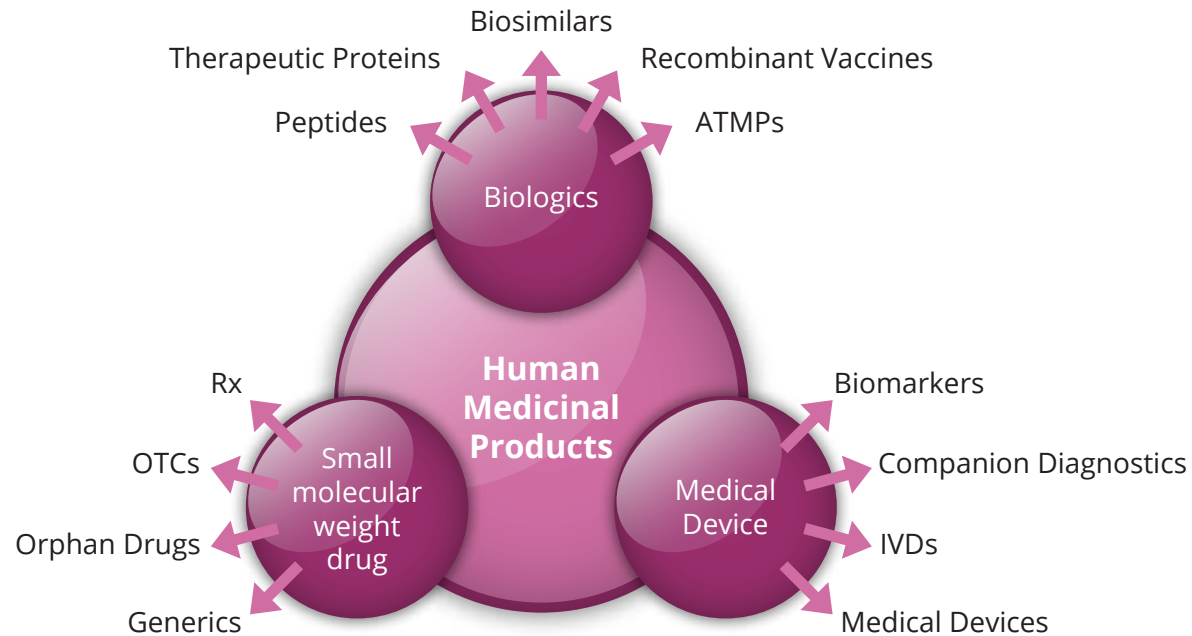 Biosimilars
Therapeutic Proteins
Recombinant Vaccines
Peptides
ATMPs
Biologics
Human
Medicinal
Products
Rx
OTCs
Orphan Drugs
Generics
Small
molecular
weight
drug
Medical
Device
Biomarkers
Companion Diagnostics
IVDs
Medical Devices